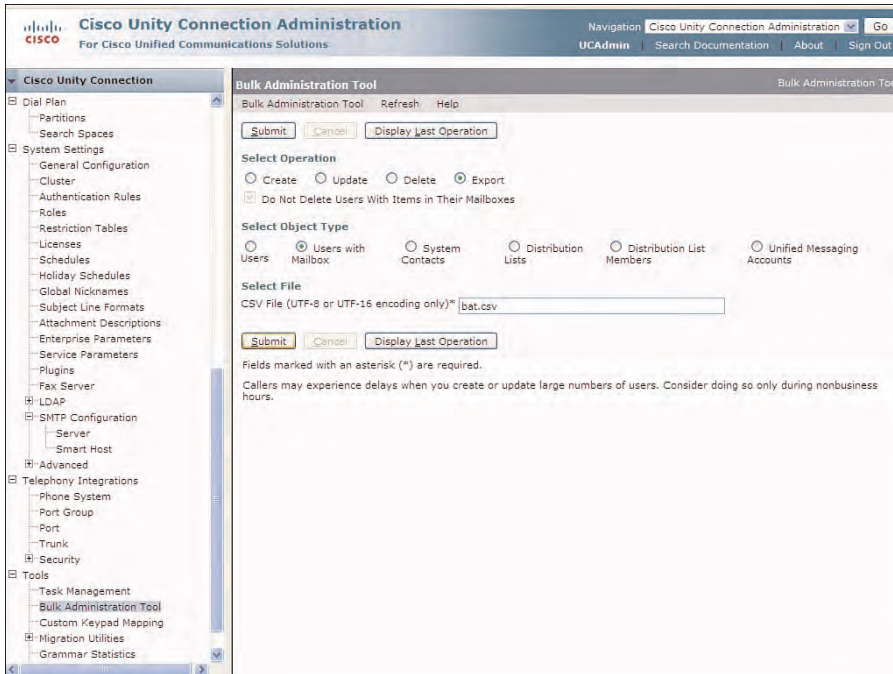 Cisco Unity Connection Administration
For Cisco Unified Communications Solutions
CISCO
Navigation Cisco Unity Connection Administration Go
UCAdmin Search Documentation About Sign Out
Cisco Unity Connection
Dial Plan
Partitions
Search Spaces
System Settings
General Configuration
Cluster
Authentication Rules
Roles
Restriction Tables
Licenses
Schedules
Holiday Schedules
Global Nicknames
Subject Line Formats
Attachment Descriptions
Enterprise Parameters
Service Parameters
Plugins
Fax Server
LDAP
SMTP Configuration
Server
Smart Host
Advanced
Telephony Integrations
Phone System
Port Group
Port
Trunk
Security
Tools
Task Management
Bulk Administration Tool
Custom Keypad Mapping
Migration Utilities
Grammar Statistics
Bulk Administration Tool Bulk Administration Too
Bulk Administration Tool Refresh Help
Submit Cancel Display Last Operation
Select Operation
Create Update Delete Export
Do Not Delete Users With Items in Their Mailboxes
Select Object Type
Users Users with Mailbox System Contacts Distribution Lists Distribution List Members Unified Messaging Accounts
Select File
CSV File (UTF-8 or UTF-16 encoding only)* bat.csv
Submit Cancel Display Last Operation
Fields marked with an asterisk (*) are required.
Callers may experience delays when you create or update large numbers of users. Consider doing so only during nonbusiness
hours.